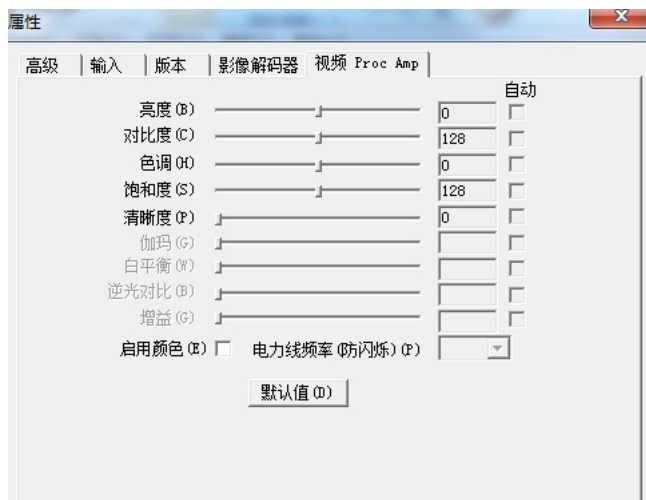 属性
高级 输入 版本 影像解码器 视频 Proc Amp
自动
亮度(B) 0
对比度(C) 128
色调(H) 0
饱和度(S) 128
清晰度(P) 0
伽玛(G)
白平衡(W)
逆光对比(B)
增益(G)
启用颜色(E) 电力线频率(防闪烁)(P)
默认值(D)